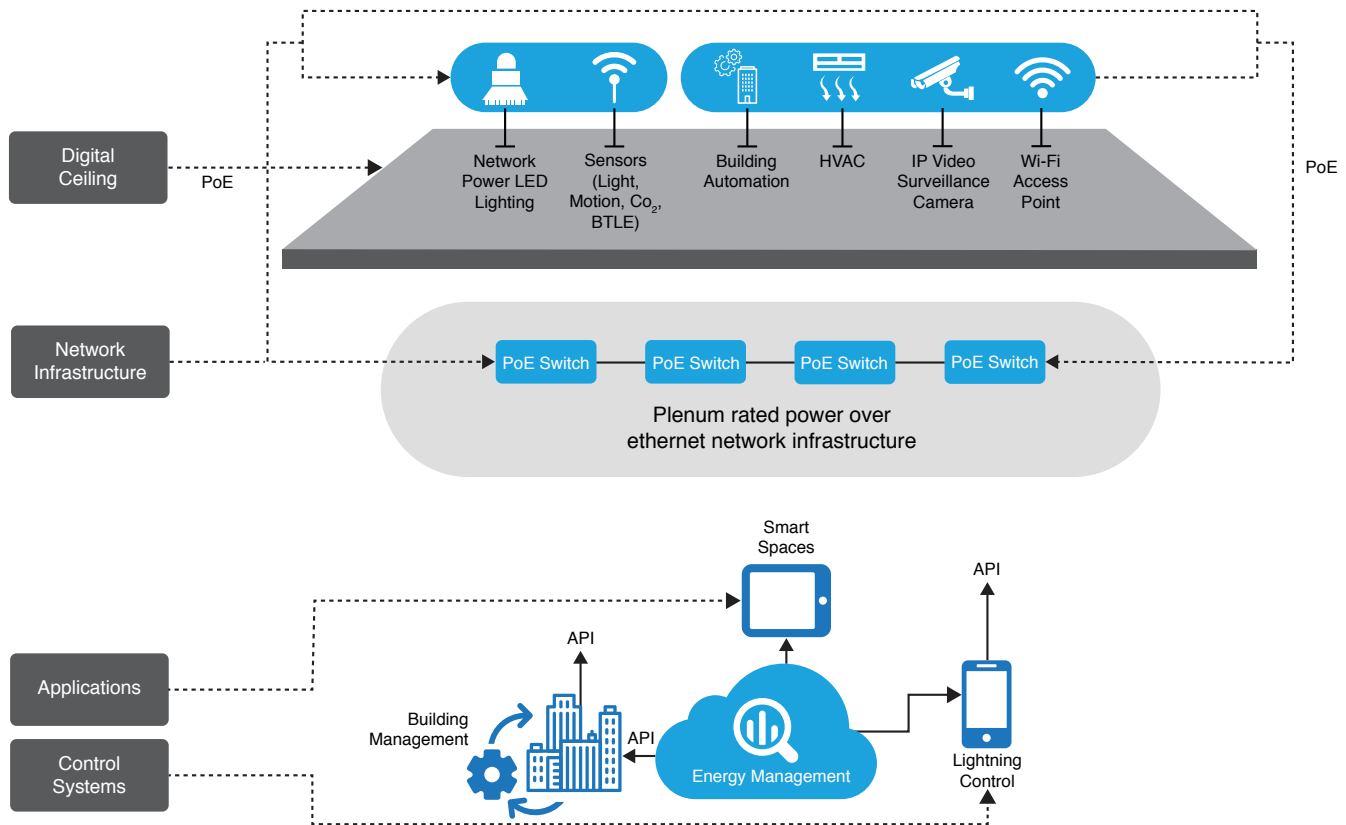 Digital
Ceiling
PoE
Network
Power LED
Lighting
Sensors
(Light,
Motion, Co₂,
BTLE)
Building
Automation
HVAC
IP Video
Surveillance
Camera
Wi-Fi
Access
Point
PoE
Network
Infrastructure
PoE Switch
PoE Switch
PoE Switch
PoE Switch
Plenum rated power over
ethernet network infrastructure
Smart
Spaces
API
API
Applications
Building
Management
API
Control
Systems
Energy Management
Lightning
Control